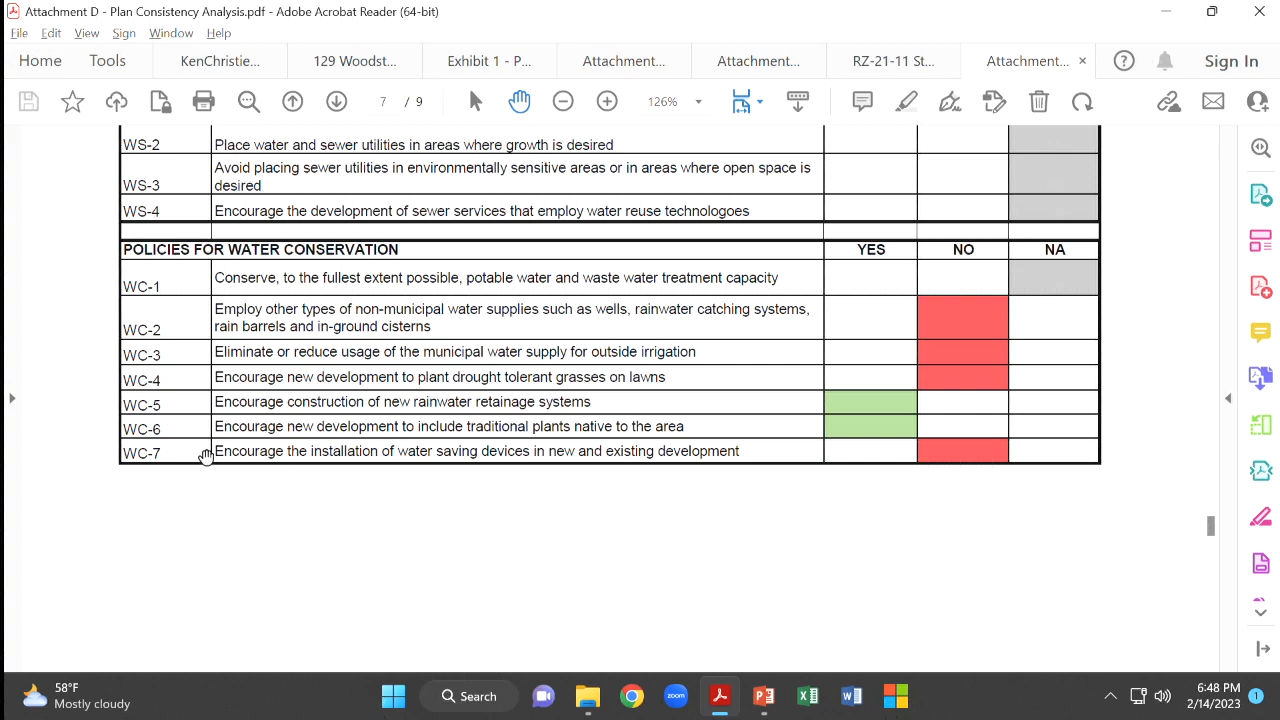 Attachment D - Plan Consistency Analysis.pdf - Adobe Acrobat Reader (64-bit)
File Edit View Sign Window Help
Home Tools KenChristie... 129 Woodst... Exhibit 1 - P... Attachment... Attachment... RZ-21-11 St... Attachment... × Sign In
7 / 9 126%
WS-2 Place water and sewer utilities in areas where growth is desired
Avoid placing sewer utilities in environmentally sensitive areas or in areas where open space is
WS-3 desired
WS-4 Encourage the development of sewer services that employ water reuse technologoes
POLICIES FOR WATER CONSERVATION YES NO NA
WC-1 Conserve, to the fullest extent possible, potable water and waste water treatment capacity
Employ other types of non-municipal water supplies such as wells, rainwater catching systems,
WC-2 rain barrels and in-ground cisterns
WC-3 Eliminate or reduce usage of the municipal water supply for outside irrigation
WC-4 Encourage new development to plant drought tolerant grasses on lawns
WC-5 Encourage construction of new rainwater retainage systems
WC-6 Encourage new development to include traditional plants native to the area
WC-7 Encourage the installation of water saving devices in new and existing development
58°F
Mostly cloudy
Search
zoom
6:48 PM
2/14/2023
1